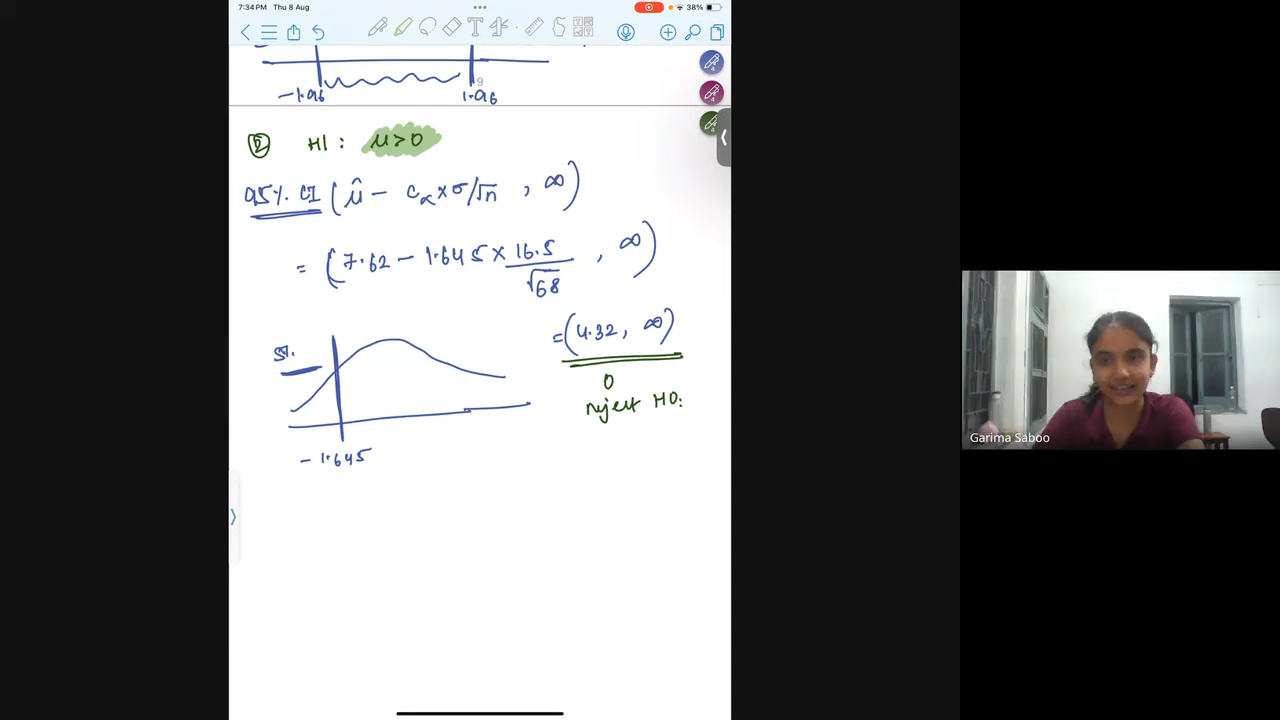 7:34 PM Thu 8 Aug
38%
9
-1.96 1.96
② H1 : μ > 0
95% CI (μ̂ - cα × σ/√n , ∞)
= (7.62 - 1.645 × 16.5/√68 , ∞)
= (4.32, ∞)
5%
0
reject H0:
-1.645
Garima Saboo